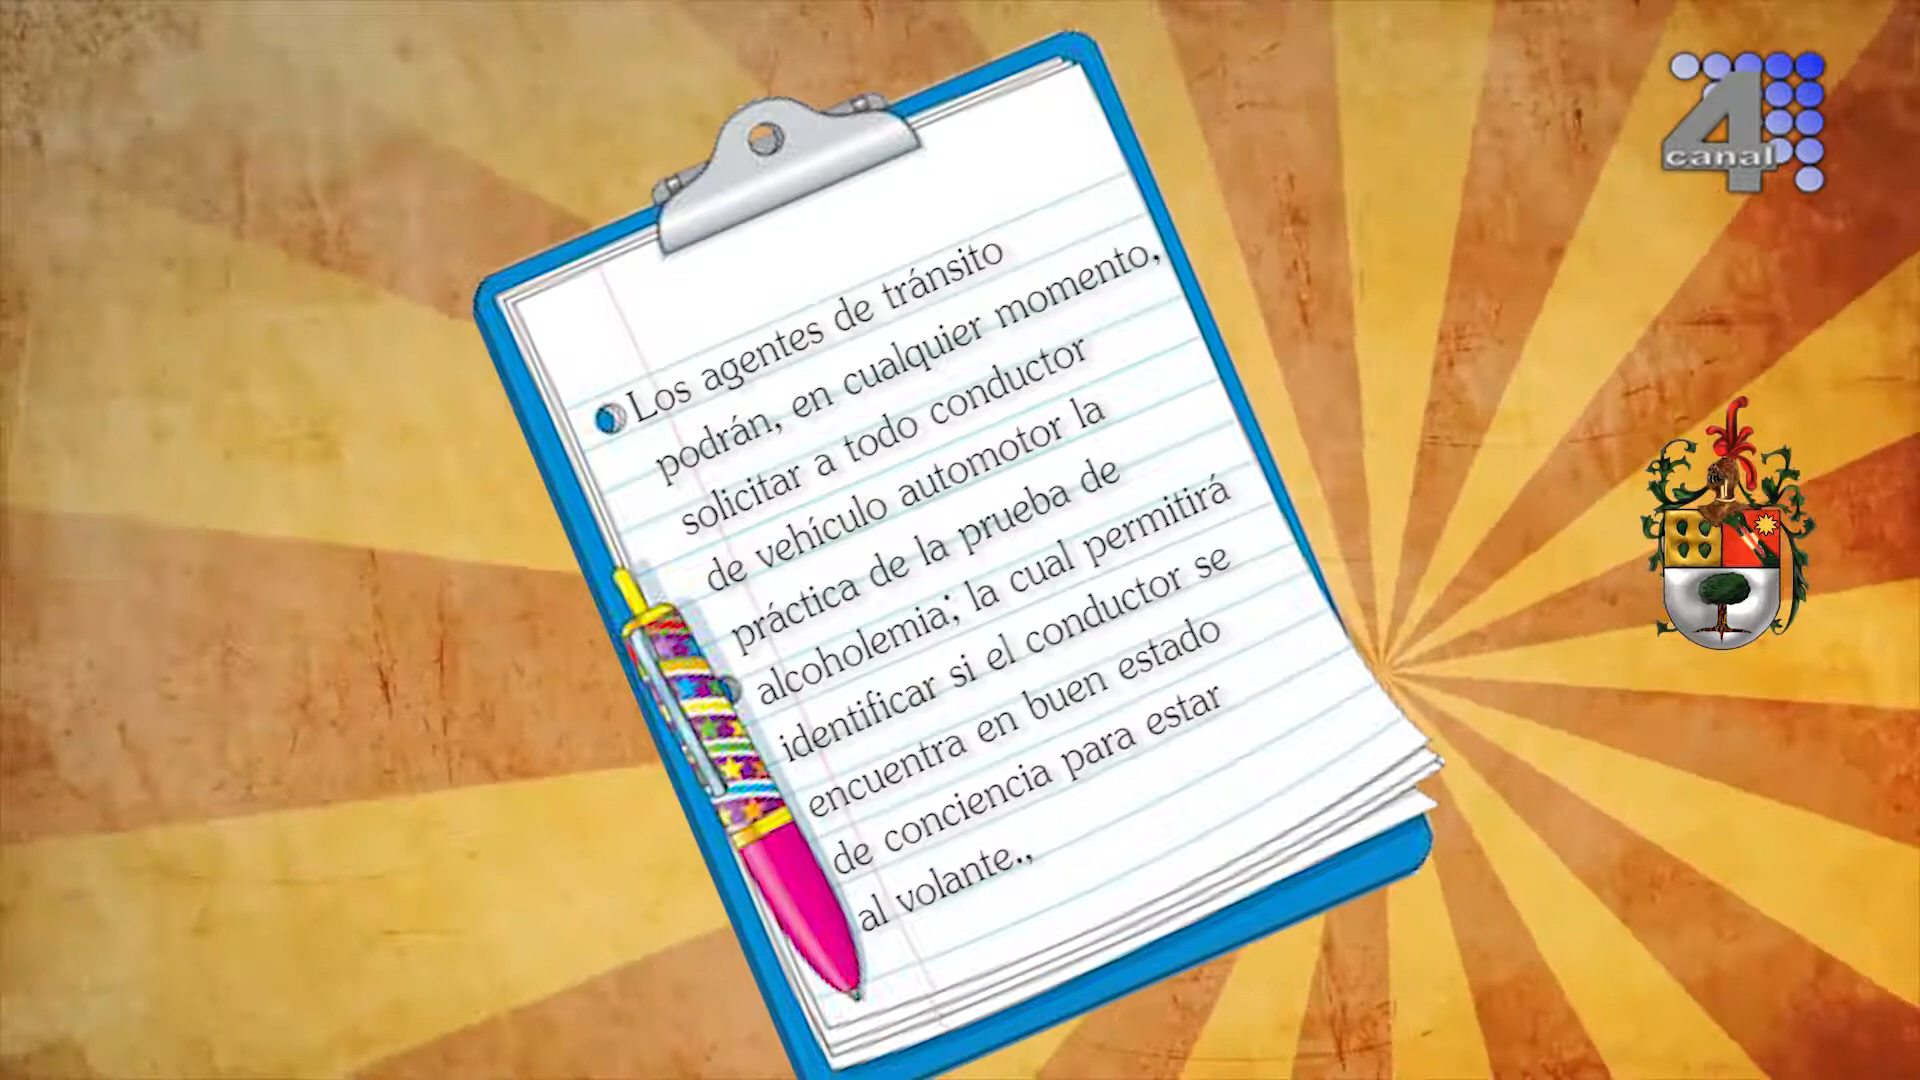 Los agentes de tránsito
podrán, en cualquier momento,
solicitar a todo conductor
de vehículo automotor la
práctica de la prueba de
alcoholemia; la cual permitirá
identificar si el conductor se
encuentra en buen estado
de conciencia para estar
al volante.,
4
canal